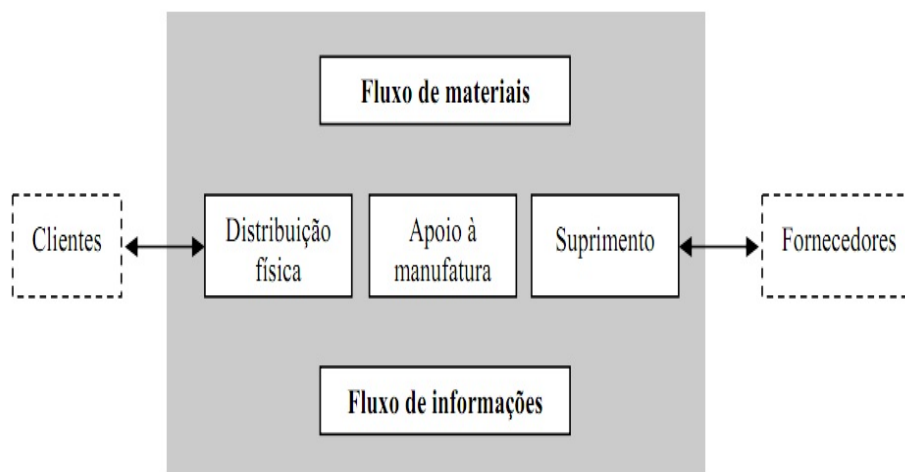 Fluxo de materiais
Clientes
Distribuição
física
Apoio à
manufatura
Suprimento
Fornecedores
Fluxo de informações